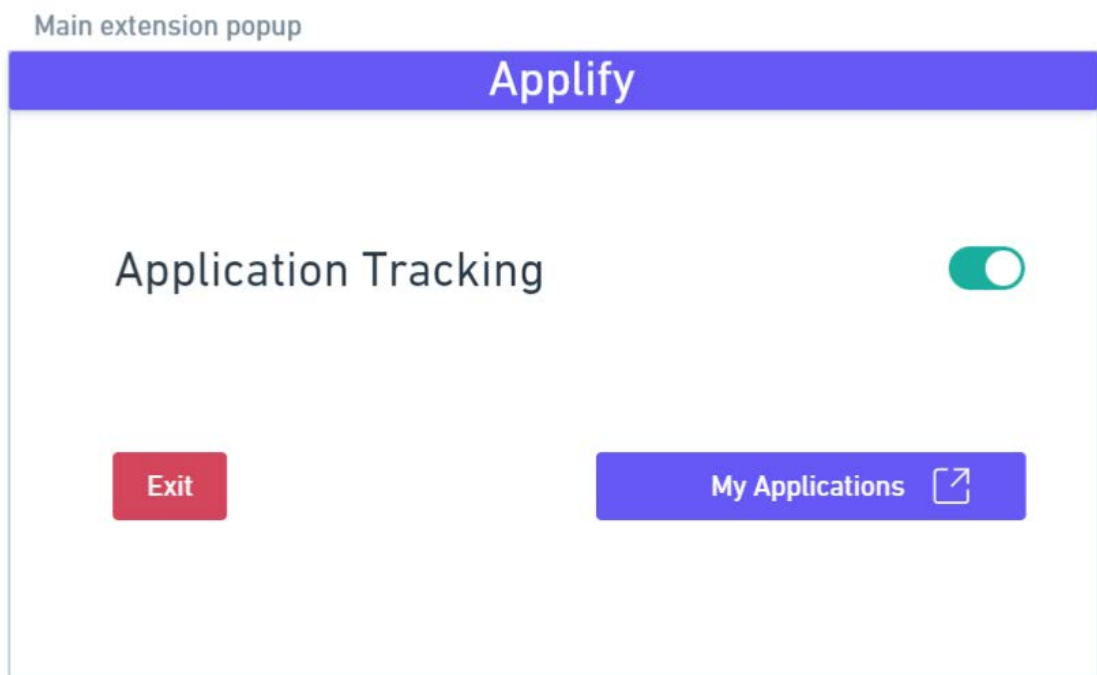 Main extension popup
Applify
Application Tracking
Exit
My Applications